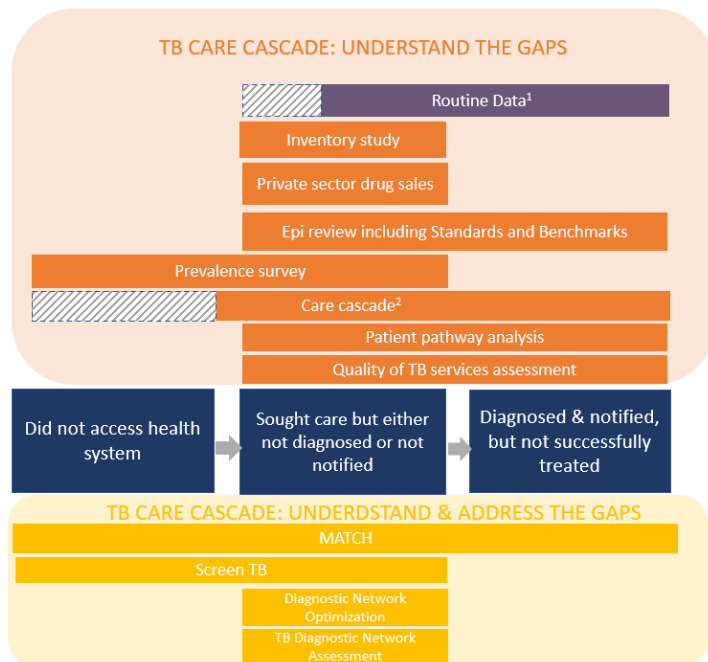 TB CARE CASCADE: UNDERSTAND THE GAPS
Routine Data¹
Inventory study
Private sector drug sales
Epi review including Standards and Benchmarks
Prevalence survey
Care cascade²
Patient pathway analysis
Quality of TB services assessment
Did not access health
system
Sought care but either
not diagnosed or not
notified
Diagnosed & notified,
but not successfully
treated
TB CARE CASCADE: UNDERDSTAND & ADDRESS THE GAPS
MATCH
Screen TB
Diagnostic Network
Optimization
TB Diagnostic Network
Assessment